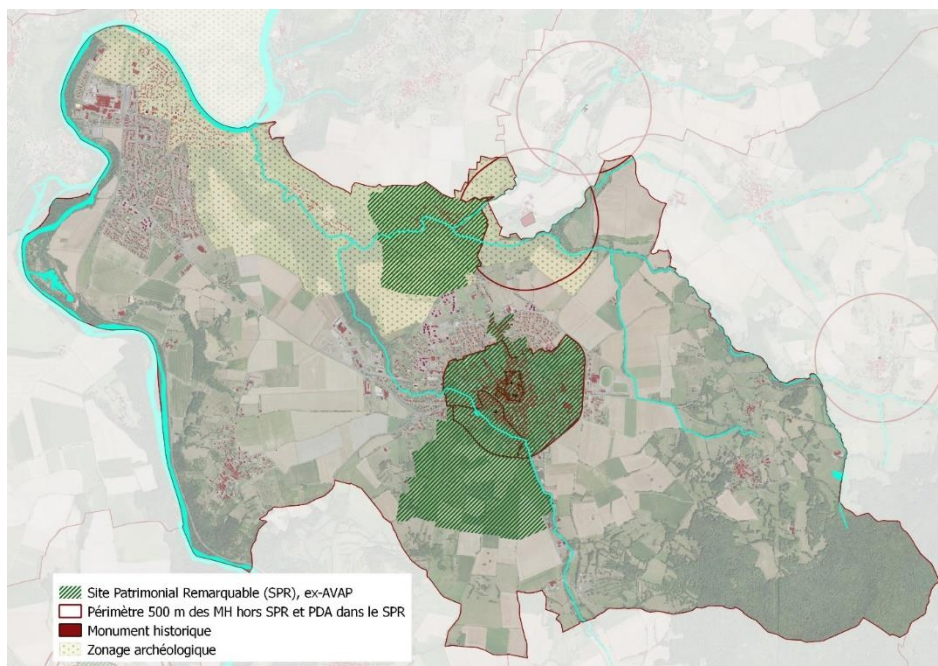 Site Patrimonial Remarquable (SPR), ex-AVAP
Périmètre 500 m des MH hors SPR et PDA dans le SPR
Monument historique
Zonage archéologique